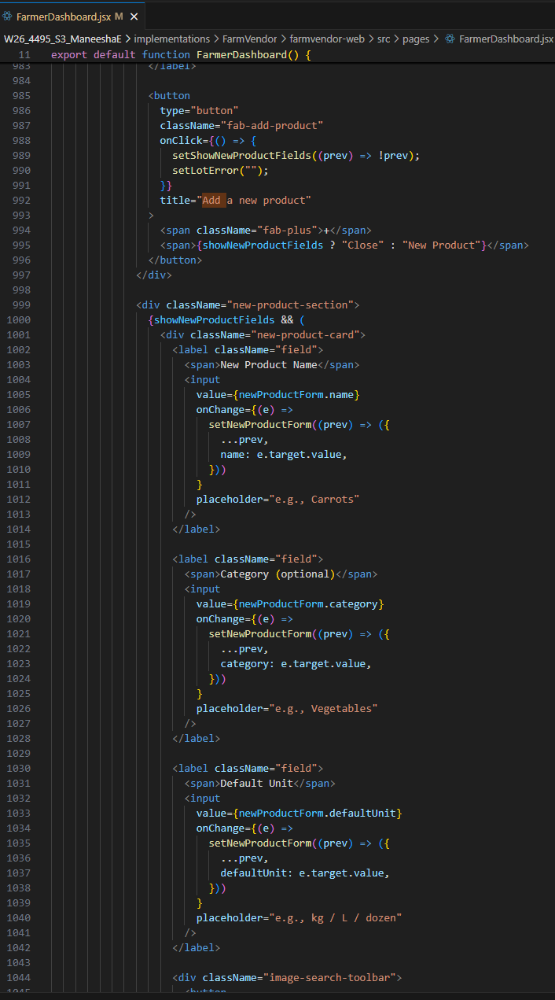 FarmerDashboard.jsx M ×
W26_4495_S3_ManeeshaE > implementations > FarmVendor > farmvendor-web > src > pages > FarmerDashboard.jsx
11 export default function FarmerDashboard() {
983 </label>
984
985 <button
986 type="button"
987 className="fab-add-product"
988 onClick={() => {
989 setShowNewProductFields((prev) => !prev);
990 setLotError("");
991 }}
992 title="Add a new product"
993 >
994 <span className="fab-plus">+</span>
995 <span>{showNewProductFields ? "Close" : "New Product"}</span>
996 </button>
997 </div>
998
999 <div className="new-product-section">
1000 {showNewProductFields && (
1001 <div className="new-product-card">
1002 <label className="field">
1003 <span>New Product Name</span>
1004 <input
1005 value={newProductForm.name}
1006 onChange={(e) =>
1007 setNewProductForm((prev) => ({
1008 ...prev,
1009 name: e.target.value,
1010 }))
1011 }
1012 placeholder="e.g., Carrots"
1013 />
1014 </label>
1015
1016 <label className="field">
1017 <span>Category (optional)</span>
1018 <input
1019 value={newProductForm.category}
1020 onChange={(e) =>
1021 setNewProductForm((prev) => ({
1022 ...prev,
1023 category: e.target.value,
1024 }))
1025 }
1026 placeholder="e.g., Vegetables"
1027 />
1028 </label>
1029
1030 <label className="field">
1031 <span>Default Unit</span>
1032 <input
1033 value={newProductForm.defaultUnit}
1034 onChange={(e) =>
1035 setNewProductForm((prev) => ({
1036 ...prev,
1037 defaultUnit: e.target.value,
1038 }))
1039 }
1040 placeholder="e.g., kg / L / dozen"
1041 />
1042 </label>
1043
1044 <div className="image-search-toolbar">
1045 <button